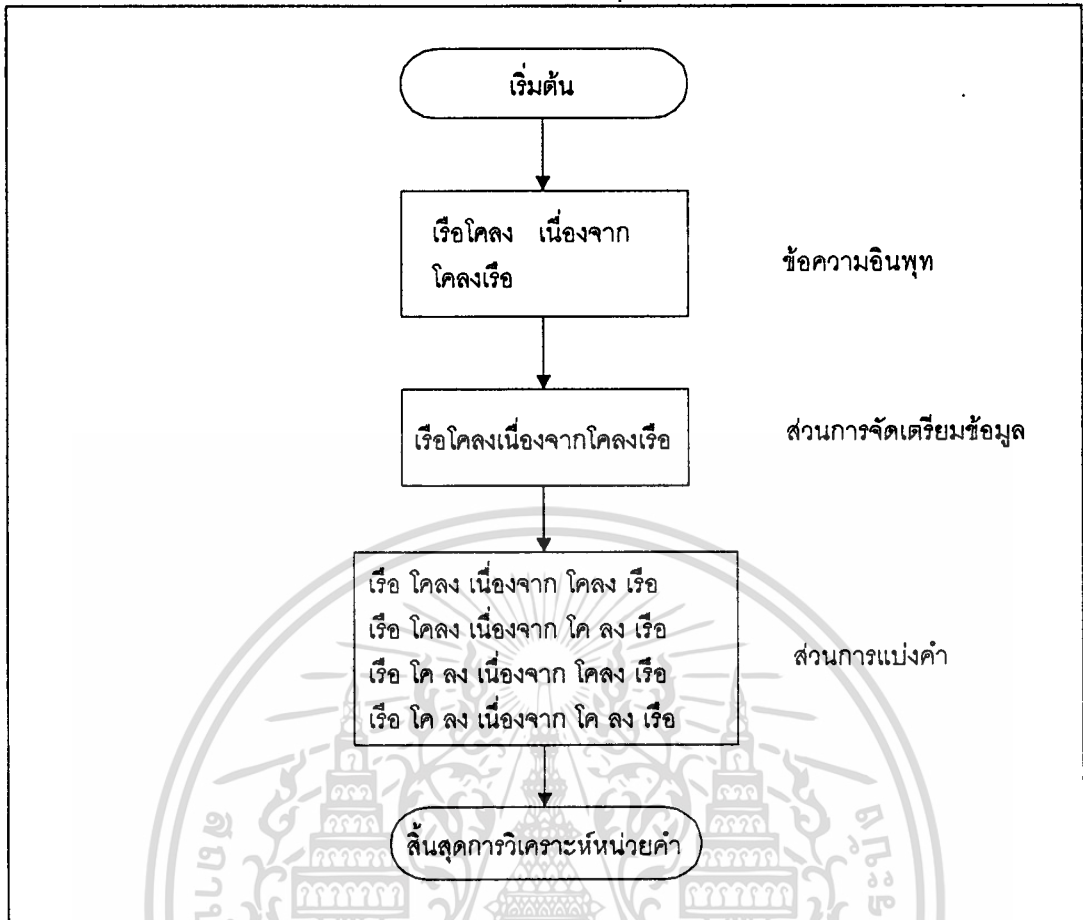 เริ่มต้น
เรือโคลง เนื่องจาก
โคลงเรือ
ข้อความอินพุท
เรือโคลงเนื่องจากโคลงเรือ
ส่วนการจัดเตรียมข้อมูล
เรือ โคลง เนื่องจาก โคลง เรือ
เรือ โคลง เนื่องจาก โค ลง เรือ
เรือ โค ลง เนื่องจาก โคลง เรือ
เรือ โค ลง เนื่องจาก โค ลง เรือ
ส่วนการแบ่งคำ
สิ้นสุดการวิเคราะห์หน่วยคำ